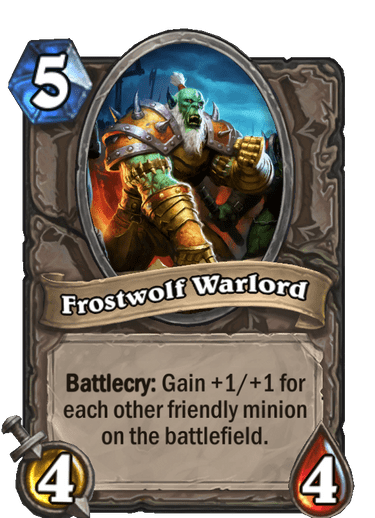 5
Frostwolf Warlord
Battlecry: Gain +1/+1 for
each other friendly minion
on the battlefield.
4
4